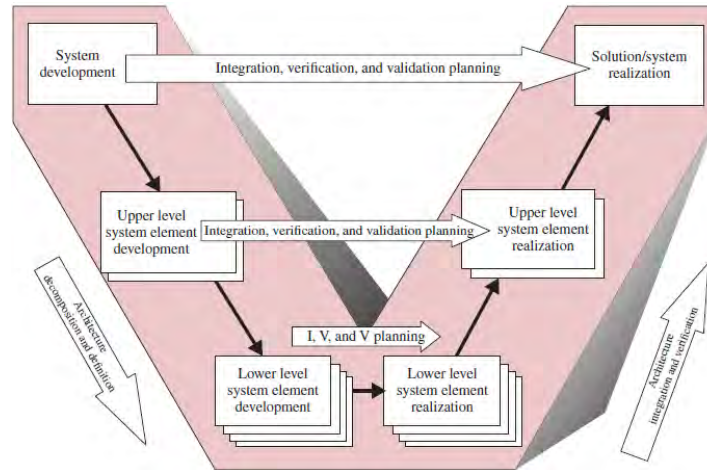 System
development
Integration, verification, and validation planning
Solution/system
realization
Upper level
system element
development
Integration, verification, and validation planning
Upper level
system element
realization
Architecture
decomposition and definition
I, V, and V planning
Lower level
system element
development
Lower level
system element
realization
Architecture
integration and verification